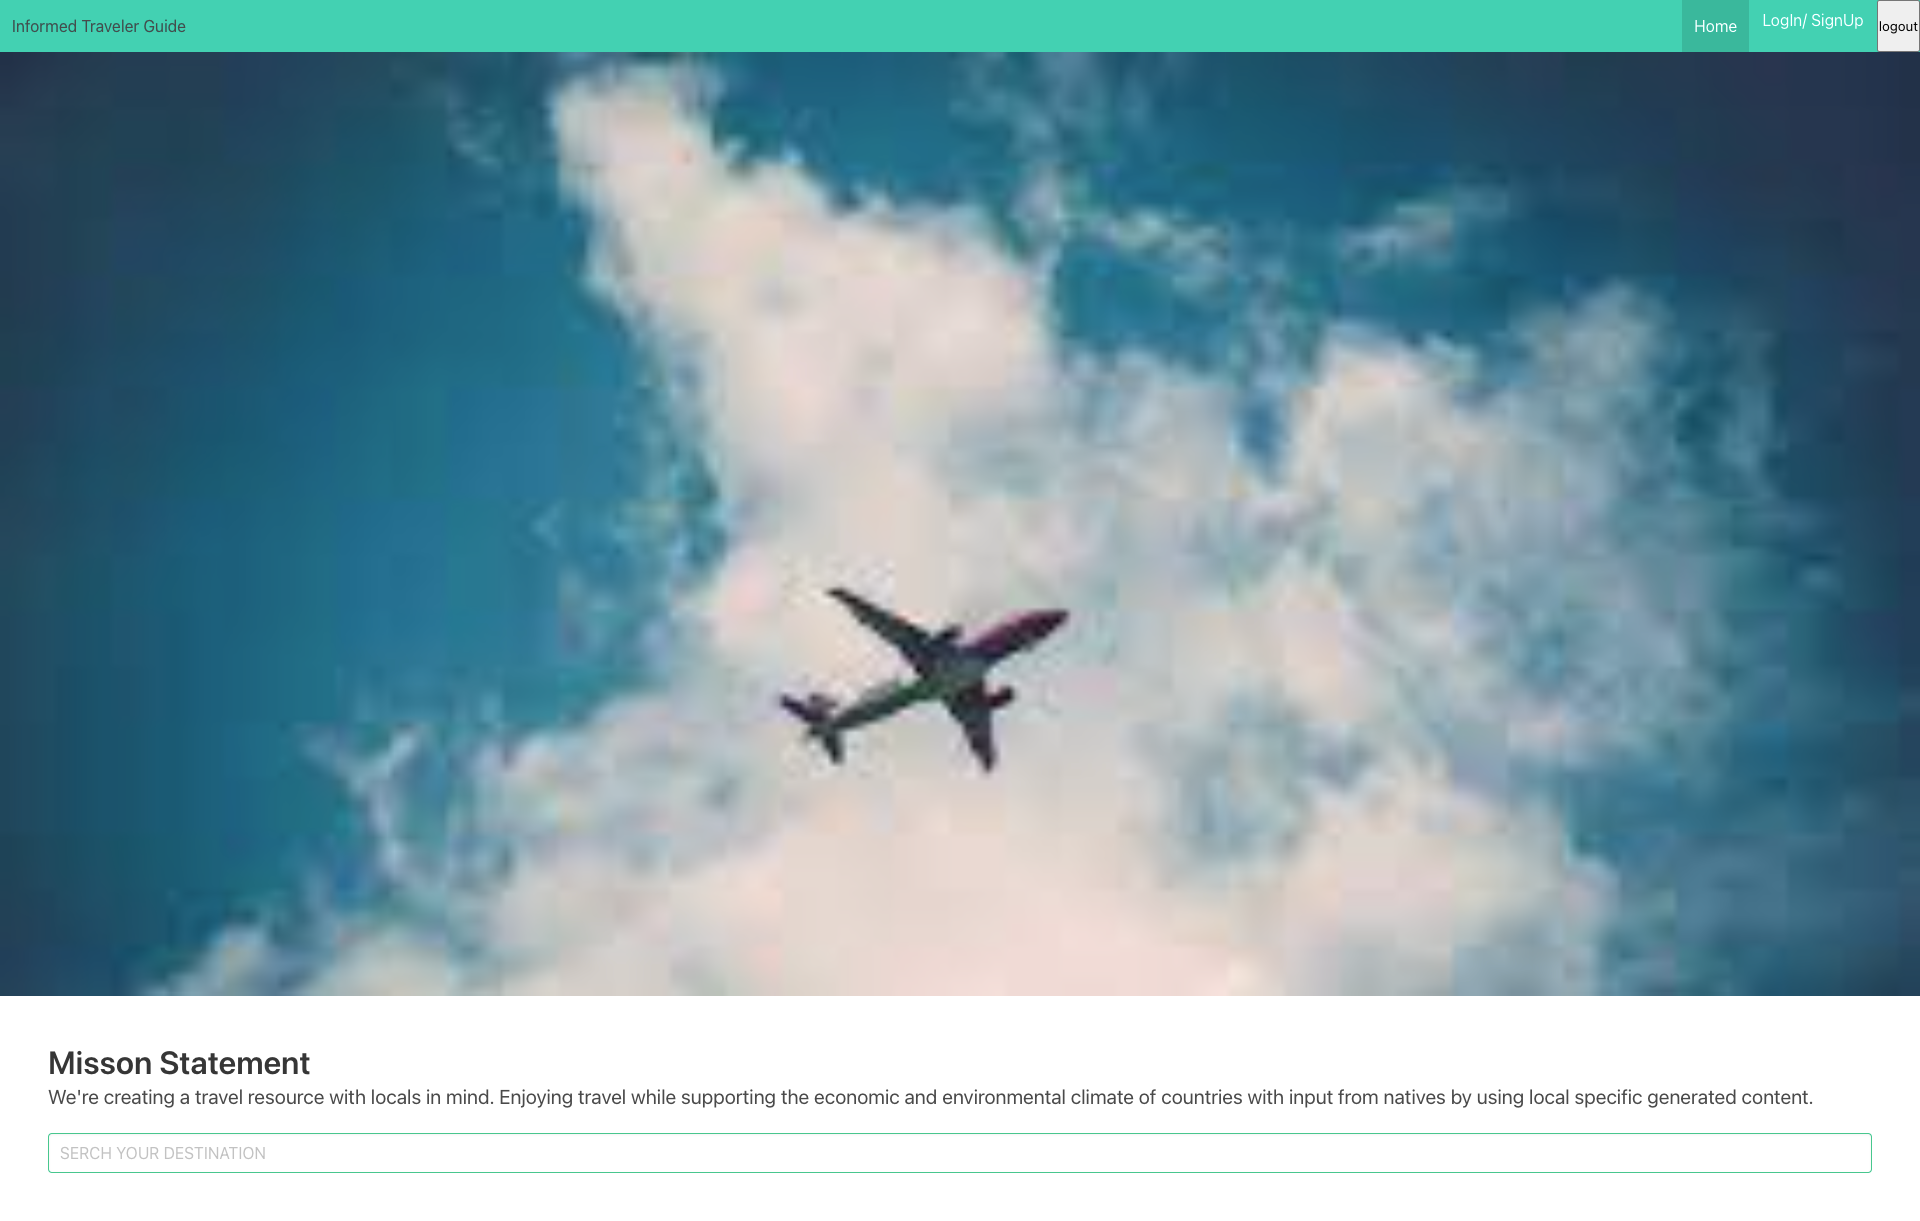 Informed Traveler Guide
Home
LogIn/ SignUp
logout
Misson Statement
We're creating a travel resource with locals in mind. Enjoying travel while supporting the economic and environmental climate of countries with input from natives by using local specific generated content.
SERCH YOUR DESTINATION